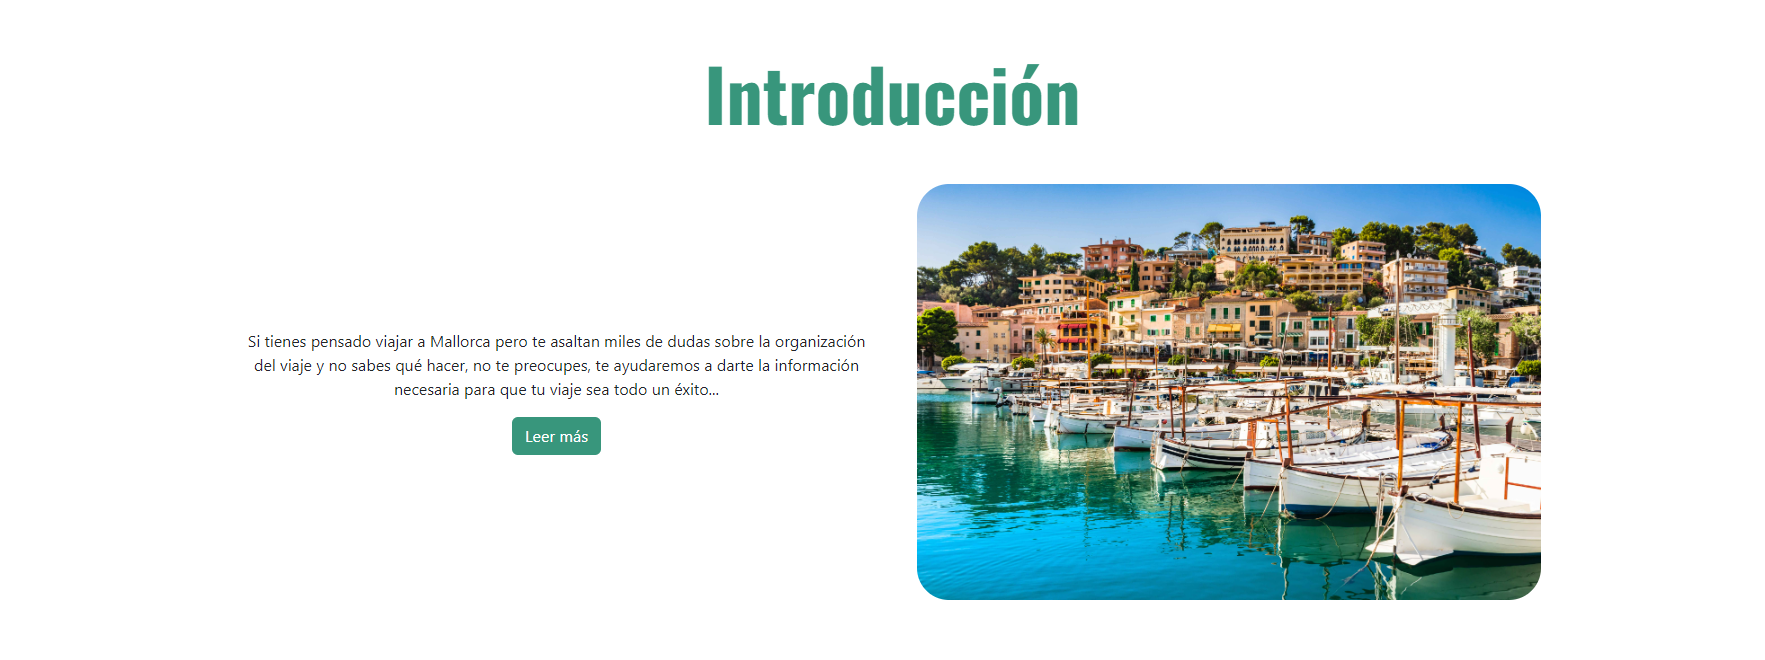 Introducción
Si tienes pensado viajar a Mallorca pero te asaltan miles de dudas sobre la organización
del viaje y no sabes qué hacer, no te preocupes, te ayudaremos a darte la información
necesaria para que tu viaje sea todo un éxito...
Leer más